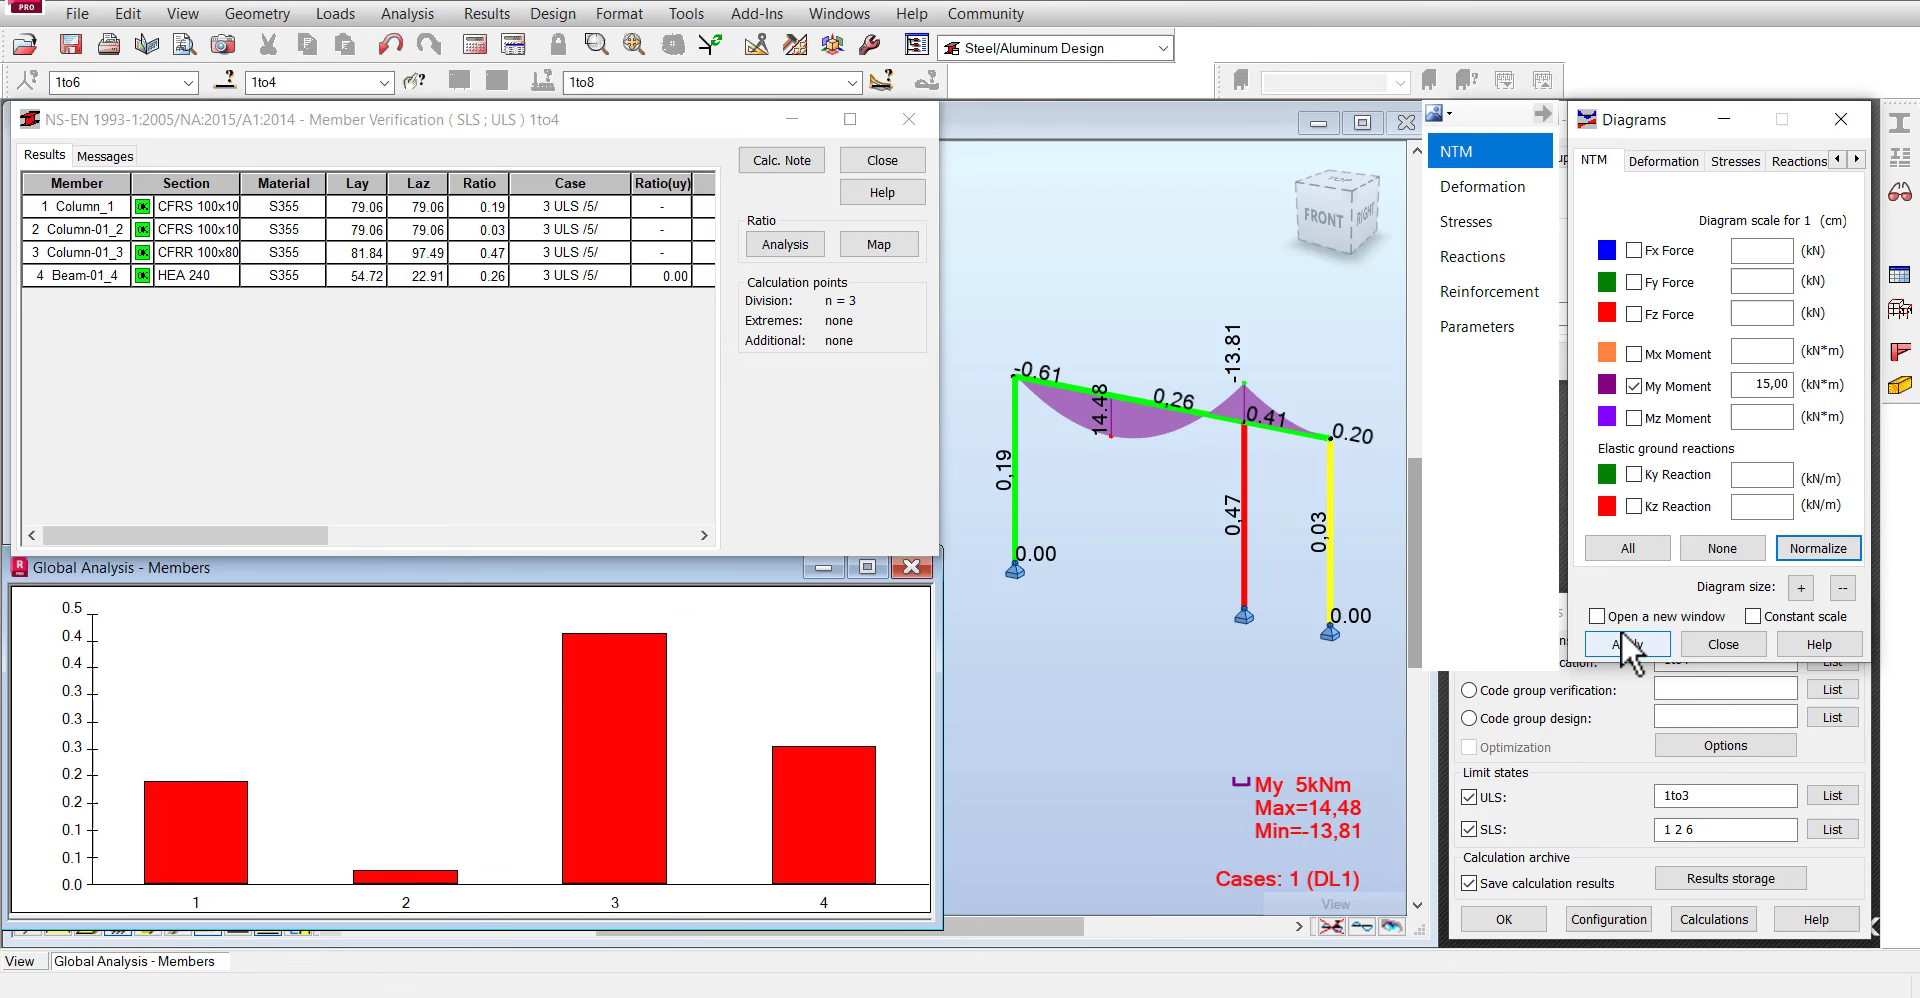 PRO
File Edit View Geometry Loads Analysis Results Design Format Tools Add-Ins Windows Help Community
Steel/Aluminum Design
1to6
1to4
1to8
NS-EN 1993-1:2005/NA:2015/A1:2014 - Member Verification ( SLS ; ULS ) 1to4
Results Messages
Member Section Material Lay Laz Ratio Case Ratio(uy)
1 Column_1 OK CFRS 100x10 S355 79.06 79.06 0.19 3 ULS /5/ -
2 Column-01_2 OK CFRS 100x10 S355 79.06 79.06 0.03 3 ULS /5/ -
3 Column-01_3 OK CFRR 100x80 S355 81.84 97.49 0.47 3 ULS /5/ -
4 Beam-01_4 OK HEA 240 S355 54.72 22.91 0.26 3 ULS /5/ 0.00
Calc. Note Close
Help
Ratio
Analysis Map
Calculation points
Division: n = 3
Extremes: none
Additional: none
Global Analysis - Members
0.5
0.4
0.4
0.3
0.3
0.3
0.2
0.2
0.1
0.1
0.0
1 2 3 4
TOP
FRONT
RIGHT
-0.61
14.48
0,26
-13.81
0.41
0.20
0,19
0,47
0,03
0.00
0.00
My 5kNm
Max=14,48
Min=-13,81
Cases: 1 (DL1)
View
NTM
Deformation
Stresses
Reactions
Reinforcement
Parameters
Diagrams
NTM Deformation Stresses Reactions
Diagram scale for 1 (cm)
Fx Force (kN)
Fy Force (kN)
Fz Force (kN)
Mx Moment (kN*m)
My Moment 15,00 (kN*m)
Mz Moment (kN*m)
Elastic ground reactions
Ky Reaction (kN/m)
Kz Reaction (kN/m)
All None Normalize
Diagram size: + --
Open a new window Constant scale
Close Help
Code group verification: List
Code group design: List
Optimization Options
Limit states
ULS: 1to3 List
SLS: 1 2 6 List
Calculation archive
Save calculation results Results storage
OK Configuration Calculations Help
View Global Analysis - Members